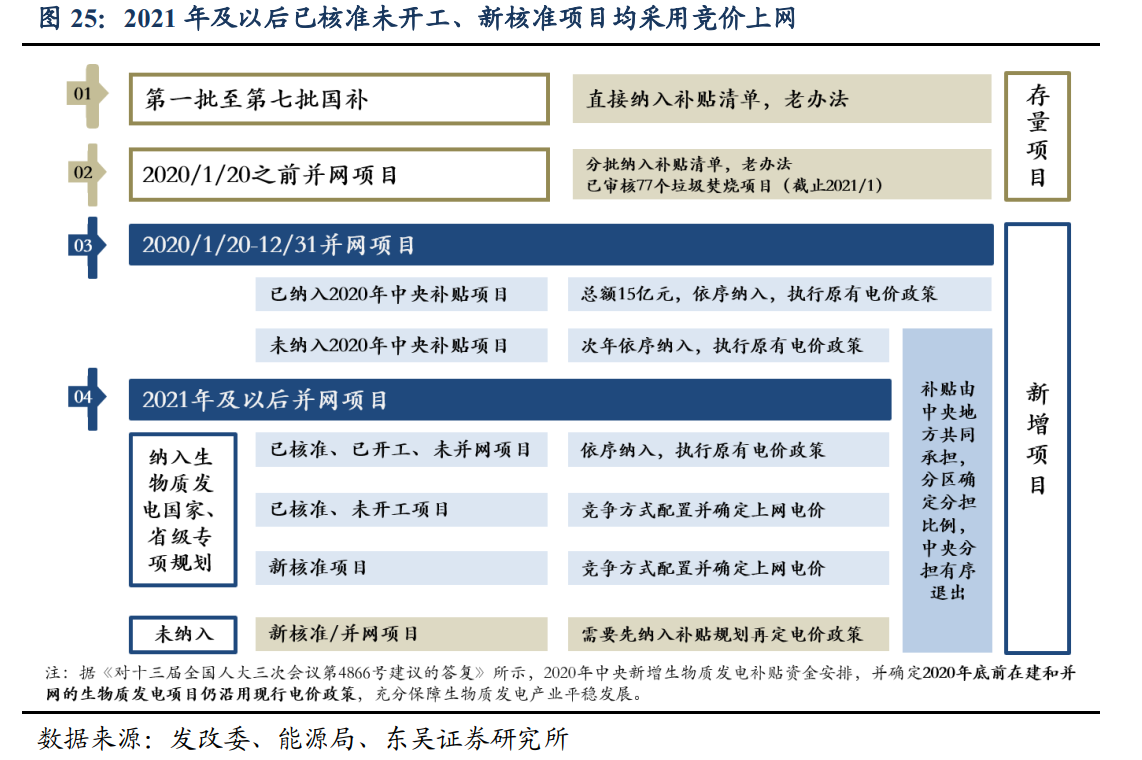 图 25：2021 年及以后已核准未开工、新核准项目均采用竞价上网
01
第一批至第七批国补
直接纳入补贴清单，老办法
02
2020/1/20之前并网项目
分批纳入补贴清单，老办法
已审核77个垃圾焚烧项目（截止2021/1）
存
量
项
目
03
2020/1/20-12/31并网项目
已纳入2020年中央补贴项目
总额15亿元，依序纳入，执行原有电价政策
未纳入2020年中央补贴项目
次年依序纳入，执行原有电价政策
04
2021年及以后并网项目
纳入生
物质发
电国家、
省级专
项规划
已核准、已开工、未并网项目
依序纳入，执行原有电价政策
已核准、未开工项目
竞争方式配置并确定上网电价
新核准项目
竞争方式配置并确定上网电价
未纳入
新核准/并网项目
需要先纳入补贴规划再定电价政策
补贴由
中央地
方共同
承担，
分区确
定分担
比例，
中央分
担有序
退出
新
增
项
目
注：据《对十三届全国人大三次会议第4866号建议的答复》所示，2020年中央新增生物质发电补贴资金安排，并确定2020年底前在建和并
网的生物质发电项目仍沿用现行电价政策，充分保障生物质发电产业平稳发展。
数据来源：发改委、能源局、东吴证券研究所